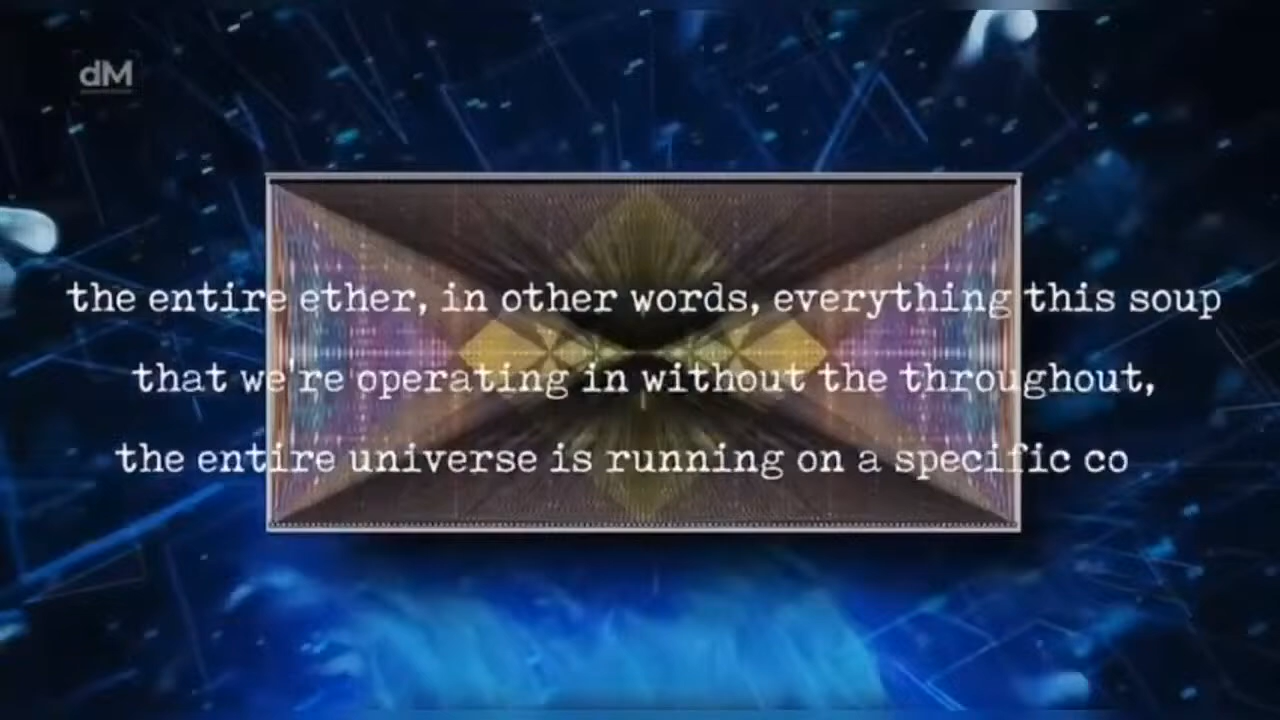 dM
the entire ether, in other words, everything this soup
that we're operating in without the throughout,
the entire universe is running on a specific co